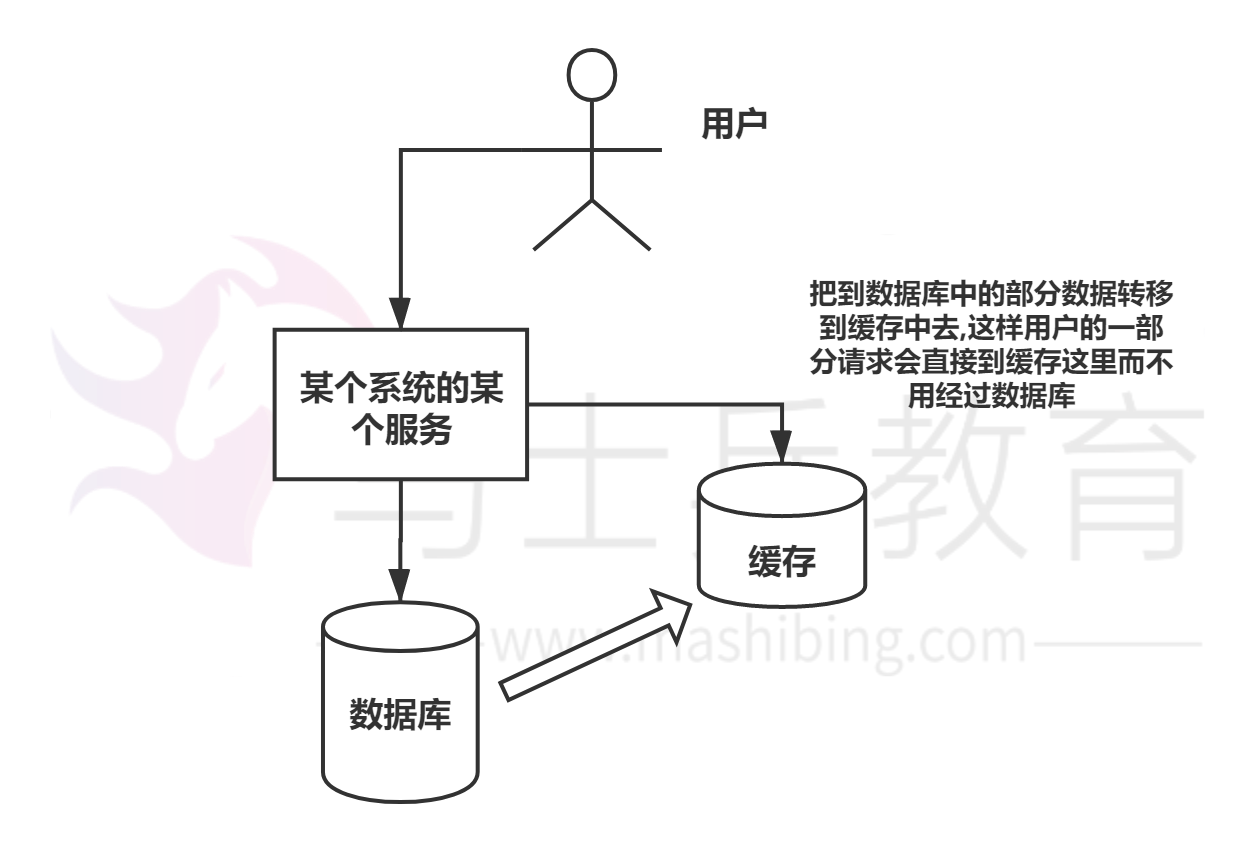 用户
把到数据库中的部分数据转移
到缓存中去,这样用户的一部
分请求会直接到缓存这里而不
用经过数据库
某个系统的某
个服务
马士兵教育
缓存
www.mashibing.com
数据库